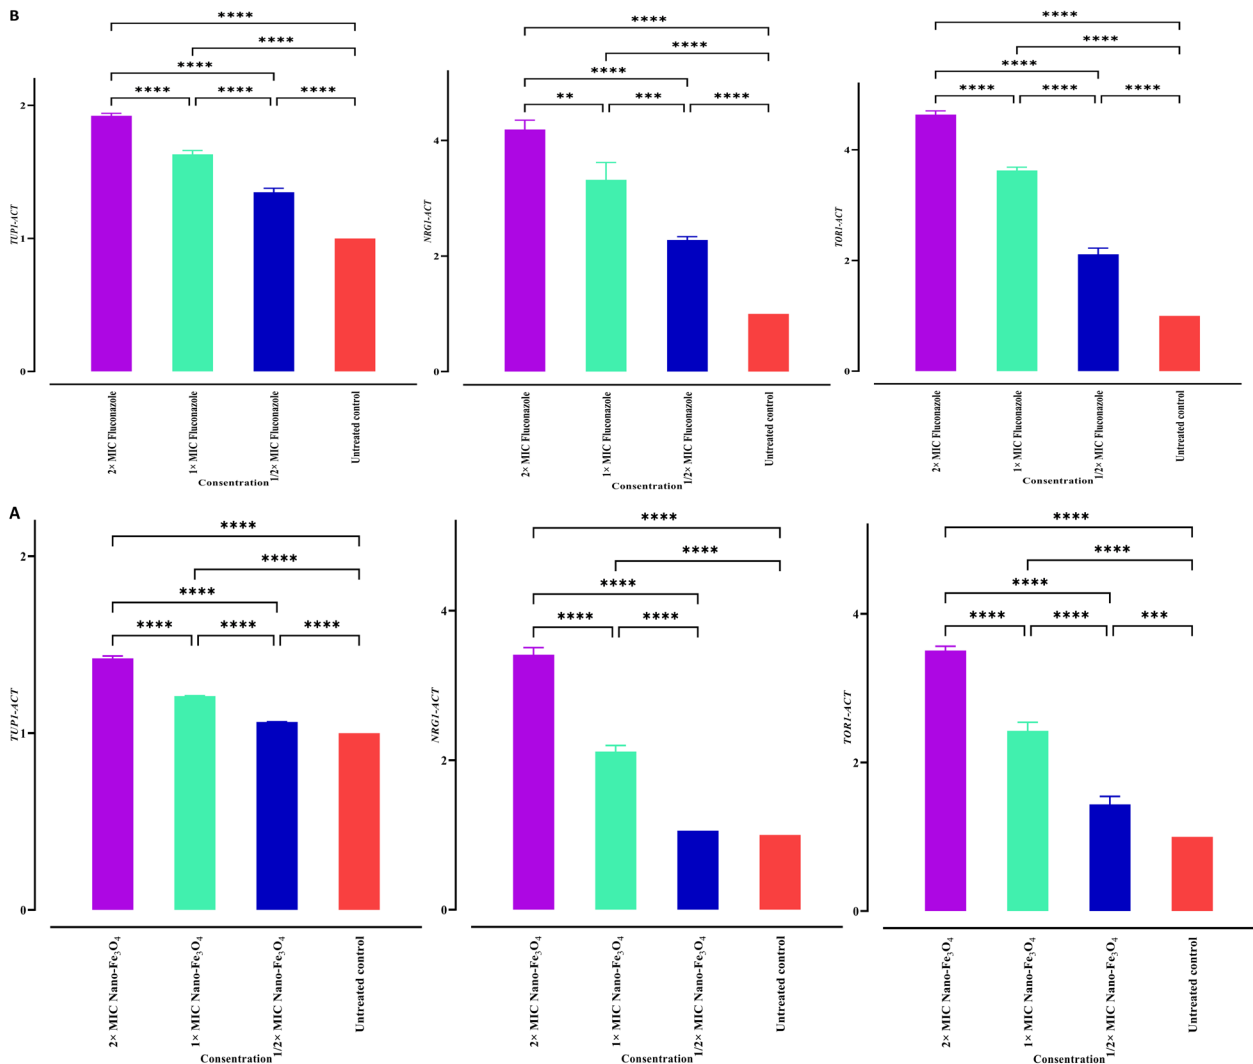 B
****
****
****
**** **** ****
2
1
0
TUP1-ACT
2× MIC Fluconazole
1× MIC Fluconazole
1/2× MIC Fluconazole
Untreated control
Consentration
****
****
****
** *** ****
4
2
0
NRG1-ACT
2× MIC Fluconazole
1× MIC Fluconazole
1/2× MIC Fluconazole
Untreated control
Consentration
****
****
****
**** **** ****
4
2
0
TOR1-ACT
2× MIC Fluconazole
1× MIC Fluconazole
1/2× MIC Fluconazole
Untreated control
Consentration
A
****
****
****
**** **** ****
2
1
0
TUP1-ACT
2× MIC Nano-Fe₃O₄
1× MIC Nano-Fe₃O₄
1/2× MIC Nano-Fe₃O₄
Untreated control
Consentration
****
****
****
**** ****
4
2
0
NRG1-ACT
2× MIC Nano-Fe₃O₄
1× MIC Nano-Fe₃O₄
1/2× MIC Nano-Fe₃O₄
Untreated control
Consentration
****
****
****
**** **** ***
4
2
0
TOR1-ACT
2× MIC Nano-Fe₃O₄
1× MIC Nano-Fe₃O₄
1/2× MIC Nano-Fe₃O₄
Untreated control
Consentration